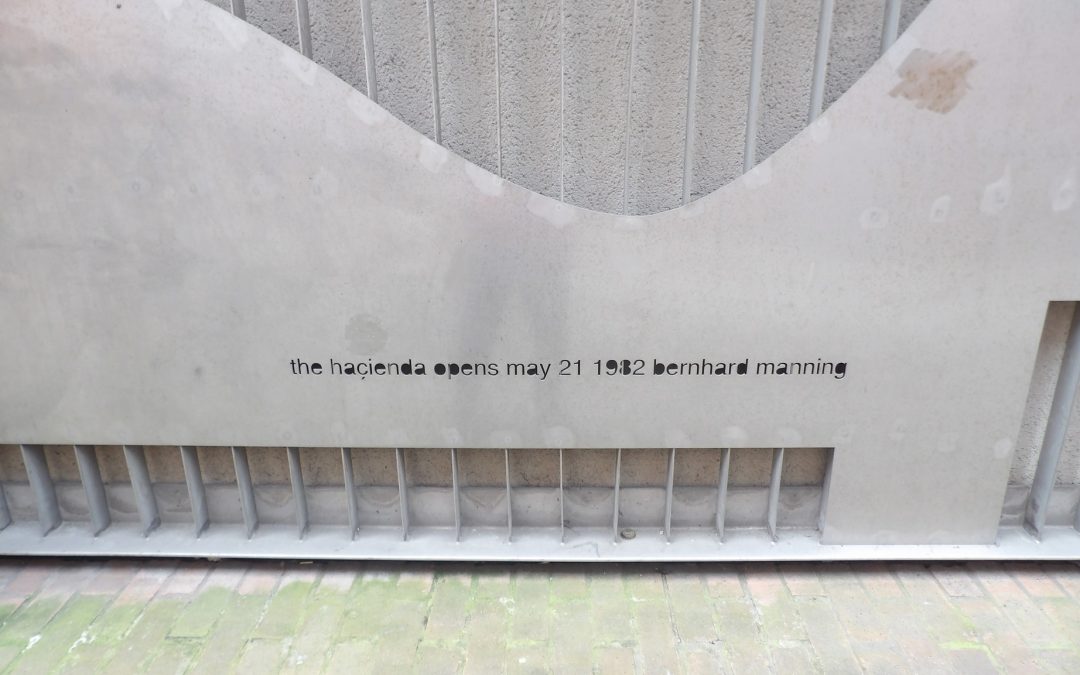 the haçienda opens may 21 1982 bernhard manning